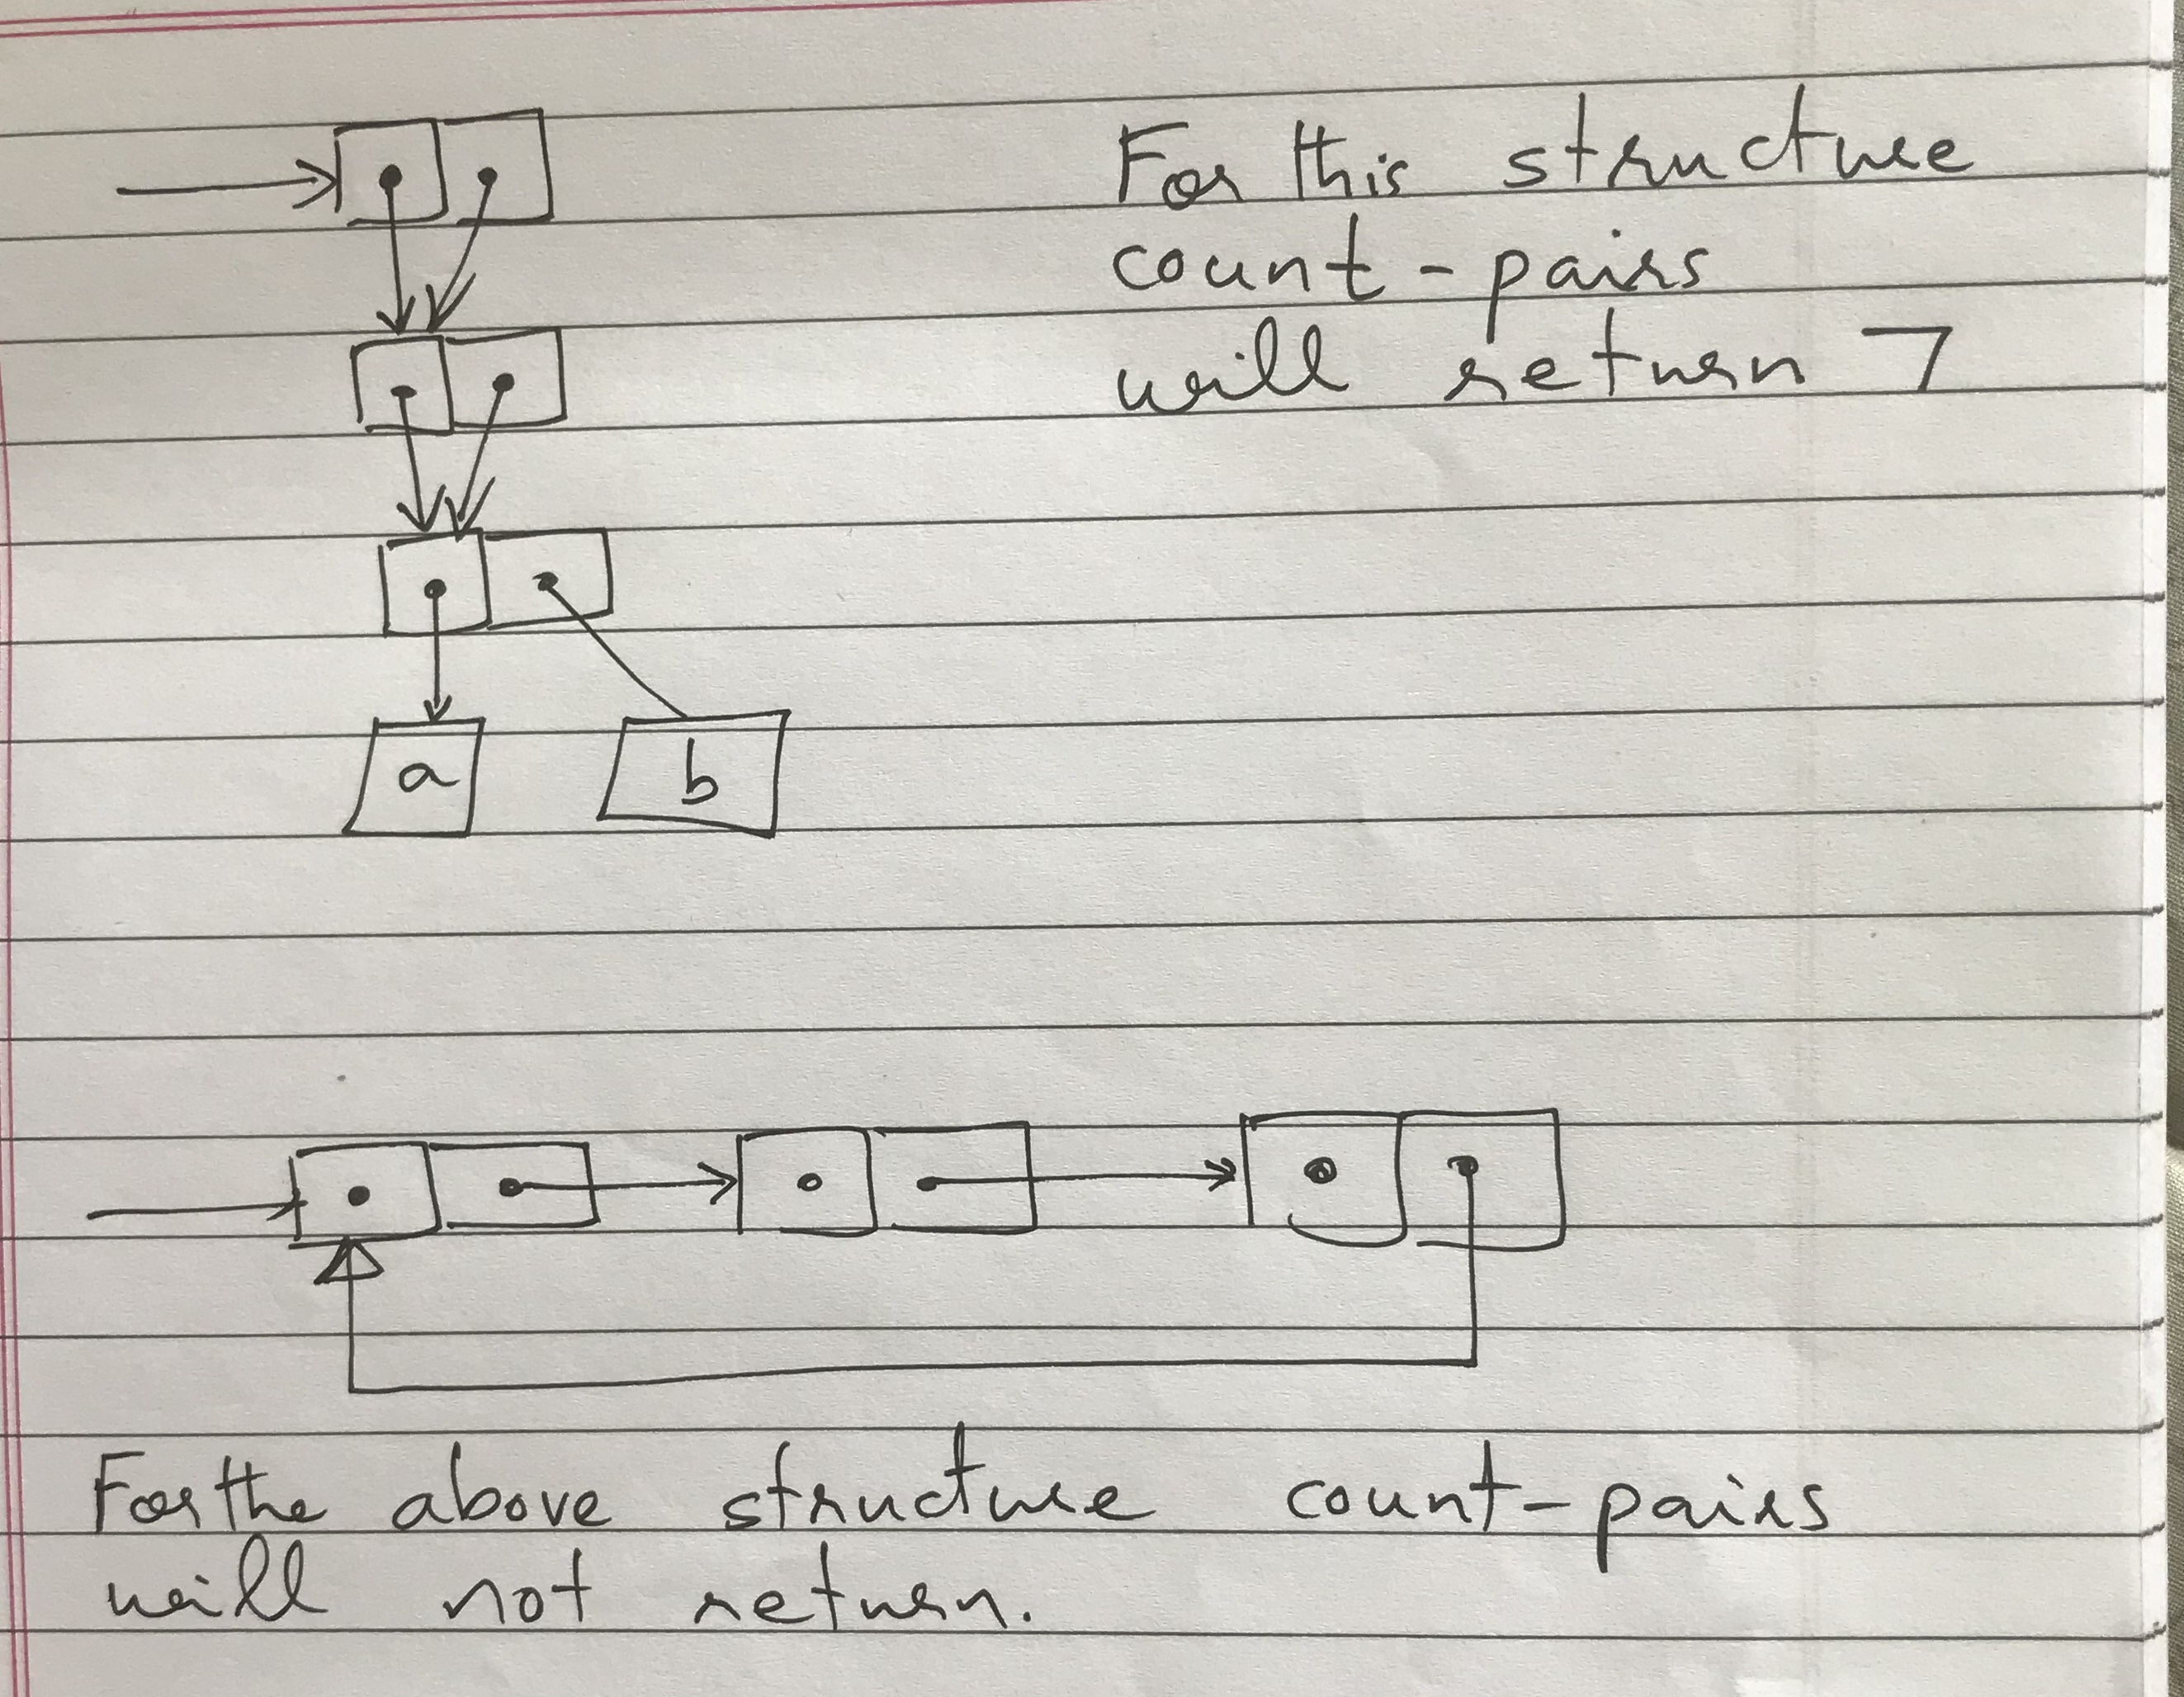 For this structure
count-pairs
will return 7
a
b
For the above structure count-pairs
will not return.